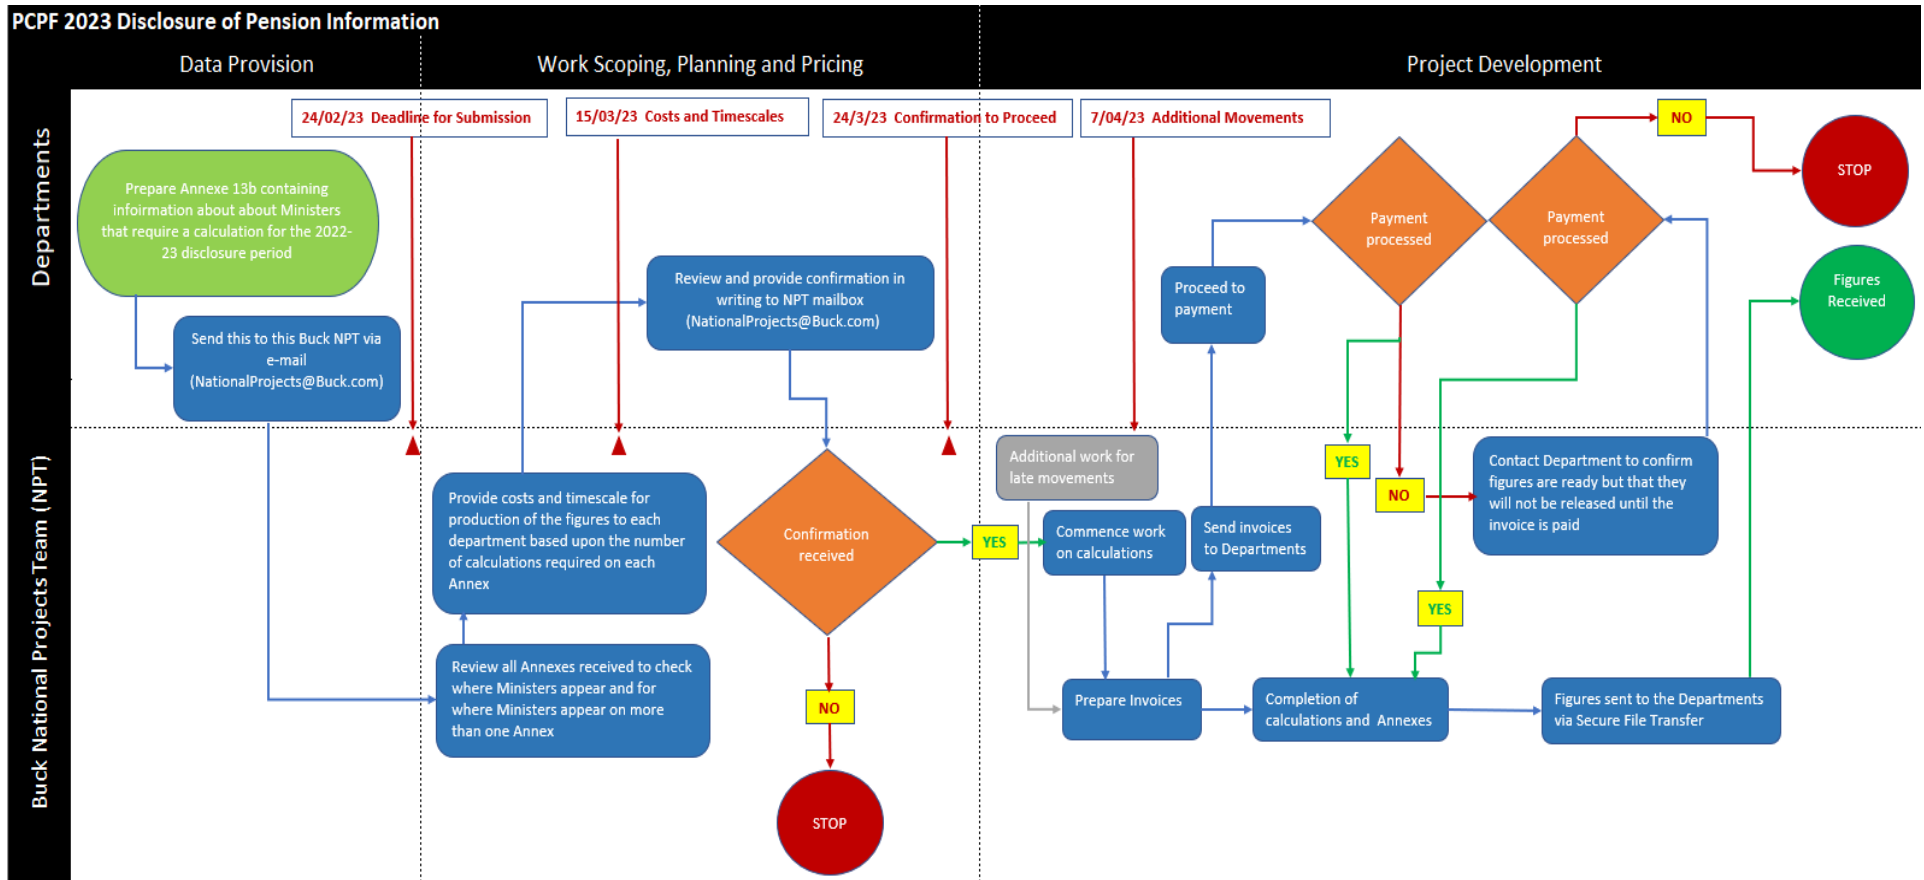 PCPF 2023 Disclosure of Pension Information
Data Provision
Work Scoping, Planning and Pricing
Project Development
Departments
24/02/23 Deadline for Submission
15/03/23 Costs and Timescales
24/3/23 Confirmation to Proceed
7/04/23 Additional Movements
NO
STOP
Prepare Annexe 13b containing
infoirmation about about Ministers
that require a calculation for the 2022-
23 disclosure period
Payment
processed
Payment
processed
Review and provide confirmation in
writing to NPT mailbox
(NationalProjects@Buck.com)
Proceed to
payment
Figures
Received
Send this to this Buck NPT via
e-mail
(NationalProjects@Buck.com)
Buck National Projects Team (NPT)
Additional work for
late movements
YES
NO
Contact Department to confirm
figures are ready but that they
will not be released until the
invoice is paid
Provide costs and timescale for
production of the figures to each
department based upon the number
of calculations required on each
Annex
Confirmation
received
YES
Commence work
on calculations
Send invoices
to Departments
YES
Review all Annexes received to check
where Ministers appear and for
where Ministers appear on more
than one Annex
NO
Prepare Invoices
Completion of
calculations and Annexes
Figures sent to the Departments
via Secure File Transfer
STOP